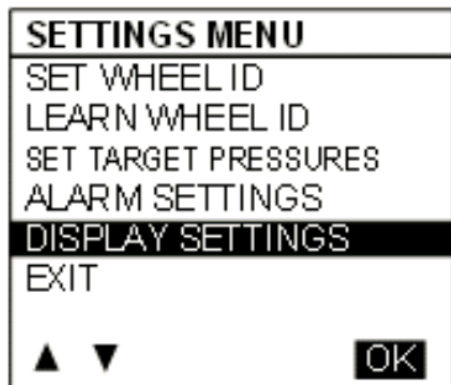 SETTINGS MENU
SET WHEEL ID
LEARN WHEEL ID
SET TARGET PRESSURES
ALARM SETTINGS
DISPLAY SETTINGS
EXIT
▲ ▼ OK